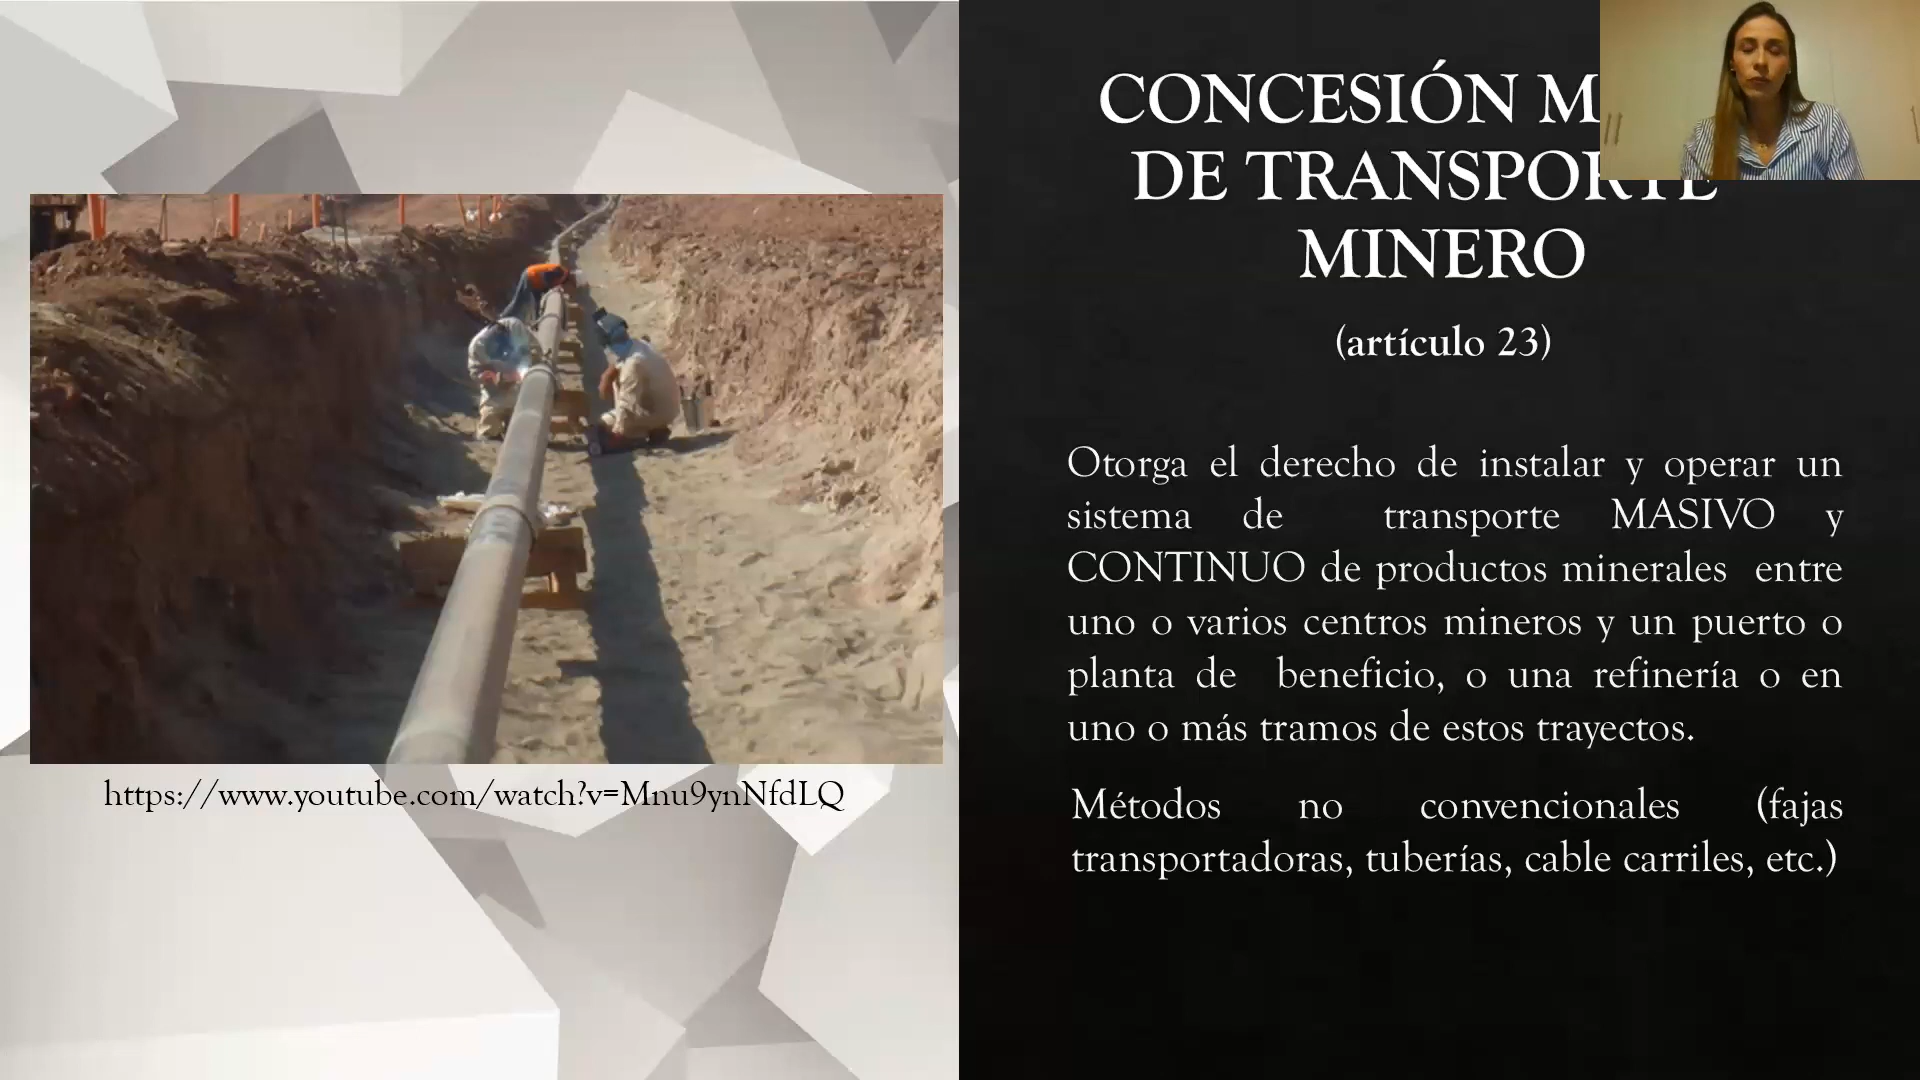 CONCESIÓN
DE TRANSPORTE
MINERO
(artículo 23)
Otorga el derecho de instalar y operar un
sistema de transporte MASIVO y
CONTINUO de productos minerales entre
uno o varios centros mineros y un puerto o
planta de beneficio, o una refinería o en
uno o más tramos de estos trayectos.
Métodos no convencionales (fajas
transportadoras, tuberías, cable carriles, etc.)
https://www.youtube.com/watch?v=Mnu9ynNfdLQ